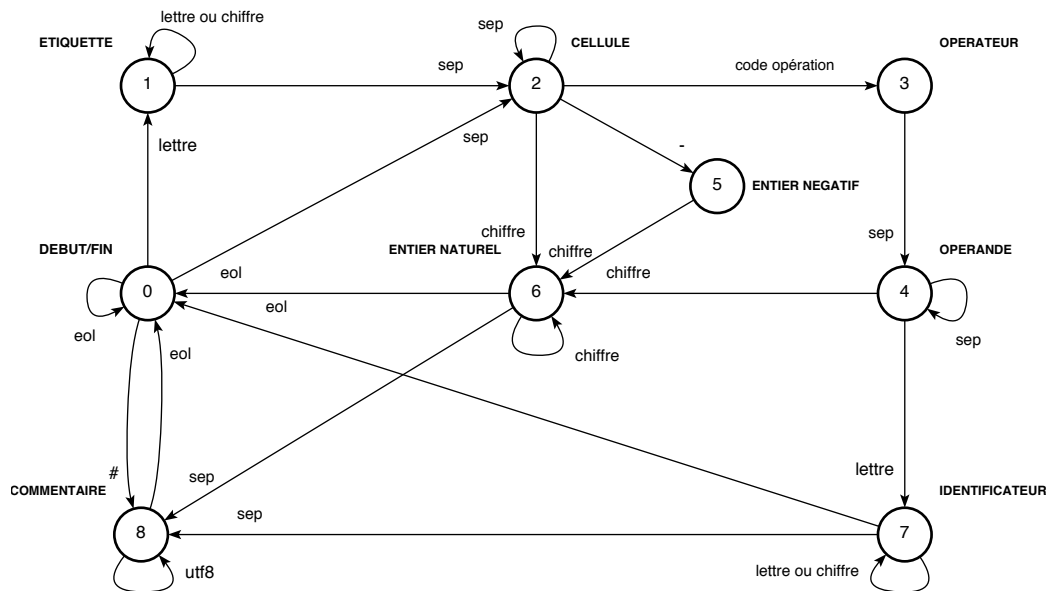 lettre ou chiffre
ETIQUETTE
1
sep
sep
CELLULE
2
code opération
OPERATEUR
3
lettre
sep
-
5
ENTIER NEGATIF
sep
DEBUT/FIN
0
eol
eol
eol
ENTIER NATUREL
chiffre
chiffre
chiffre
6
chiffre
OPERANDE
4
sep
eol
#
COMMENTAIRE
8
utf8
sep
sep
lettre
IDENTIFICATEUR
7
lettre ou chiffre